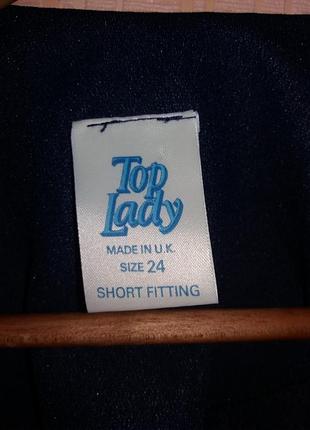 Top
Lady
MADE IN U.K.
SIZE 24
SHORT FITTING